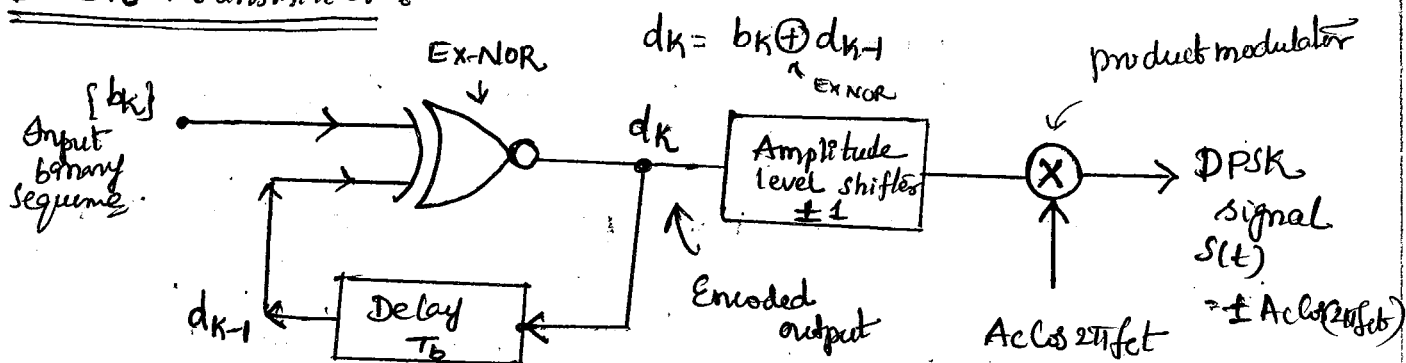 Ex-NOR
dK = bK ⊕ dK-1
Ex NOR
product modulator
{bK}
Input
binary
sequence.
dK
Amplitude
level shifter
±1
DPSK
signal
S(t)
= ± Ac Cos(2πfct)
Encoded
output
Ac Cos 2πfct
dK-1
Delay
Tb